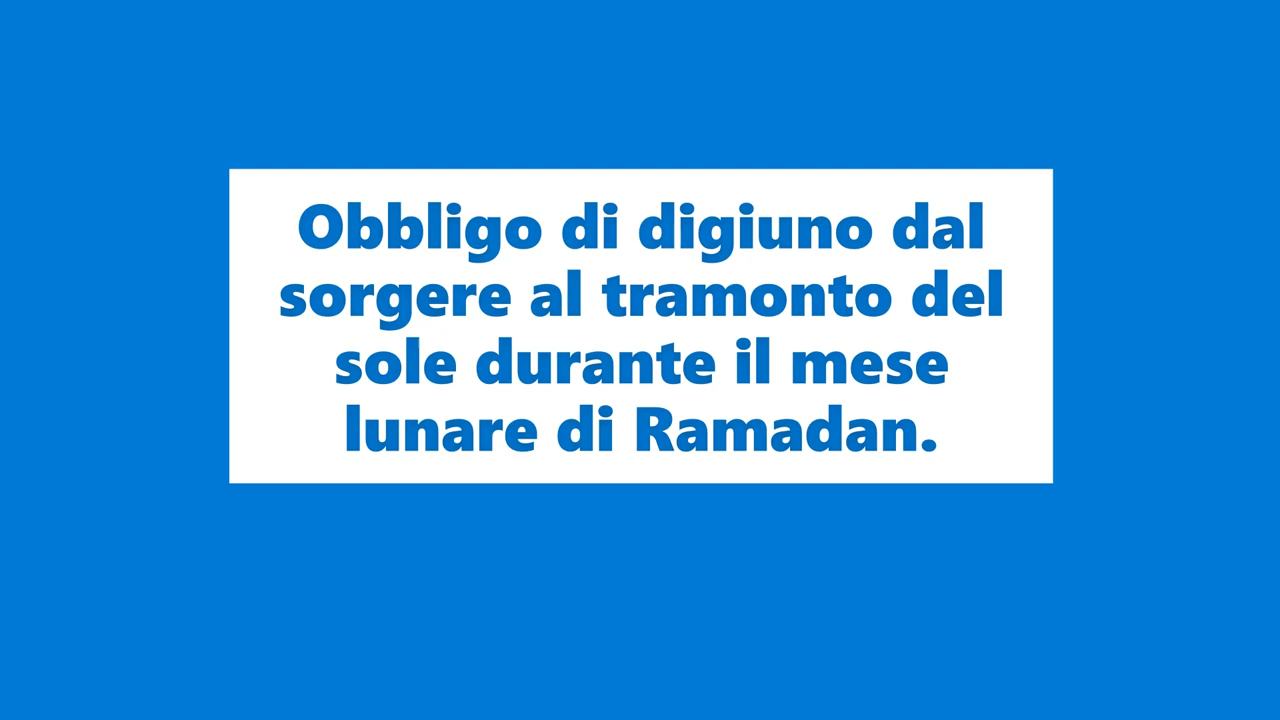 Obbligo di digiuno dal
sorgere al tramonto del
sole durante il mese
lunare di Ramadan.